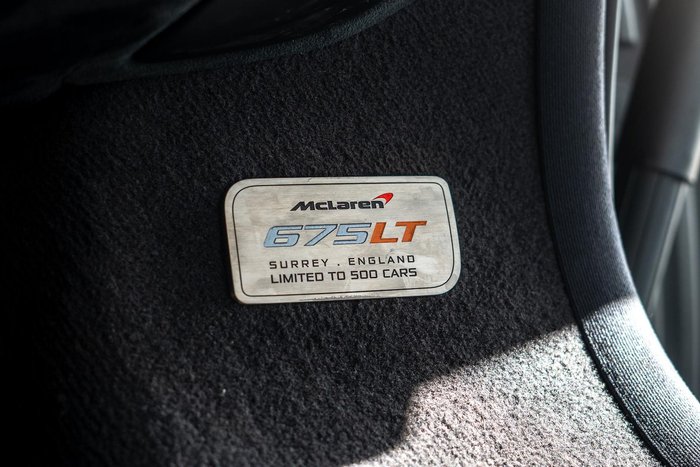 McLaren
675LT
SURREY . ENGLAND
LIMITED TO 500 CARS